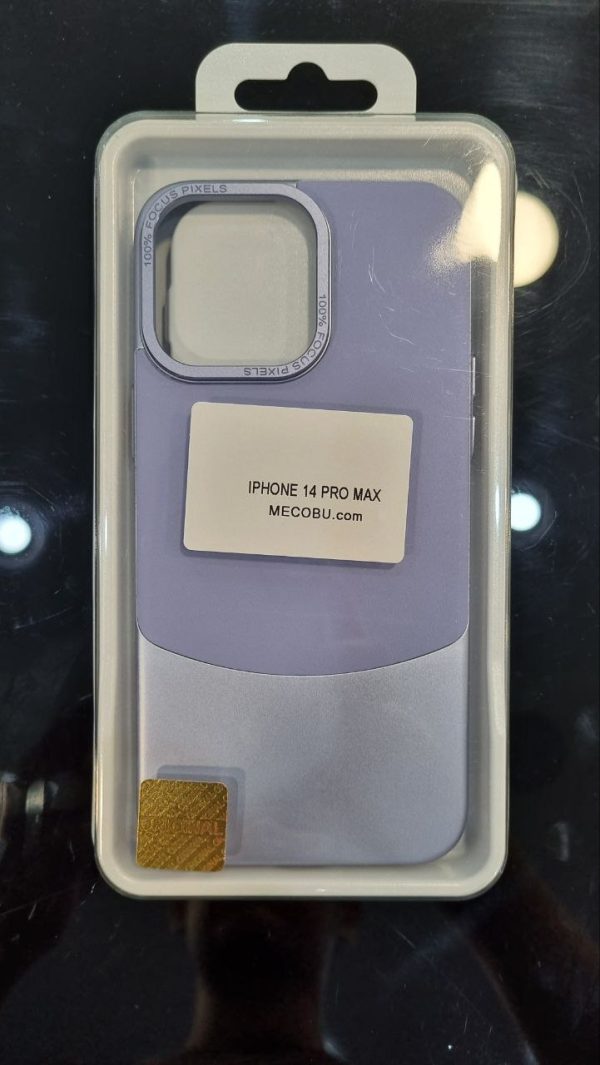 100% FOCUS PIXELS
100% FOCUS PIXELS
IPHONE 14 PRO MAX
MECOBU.com